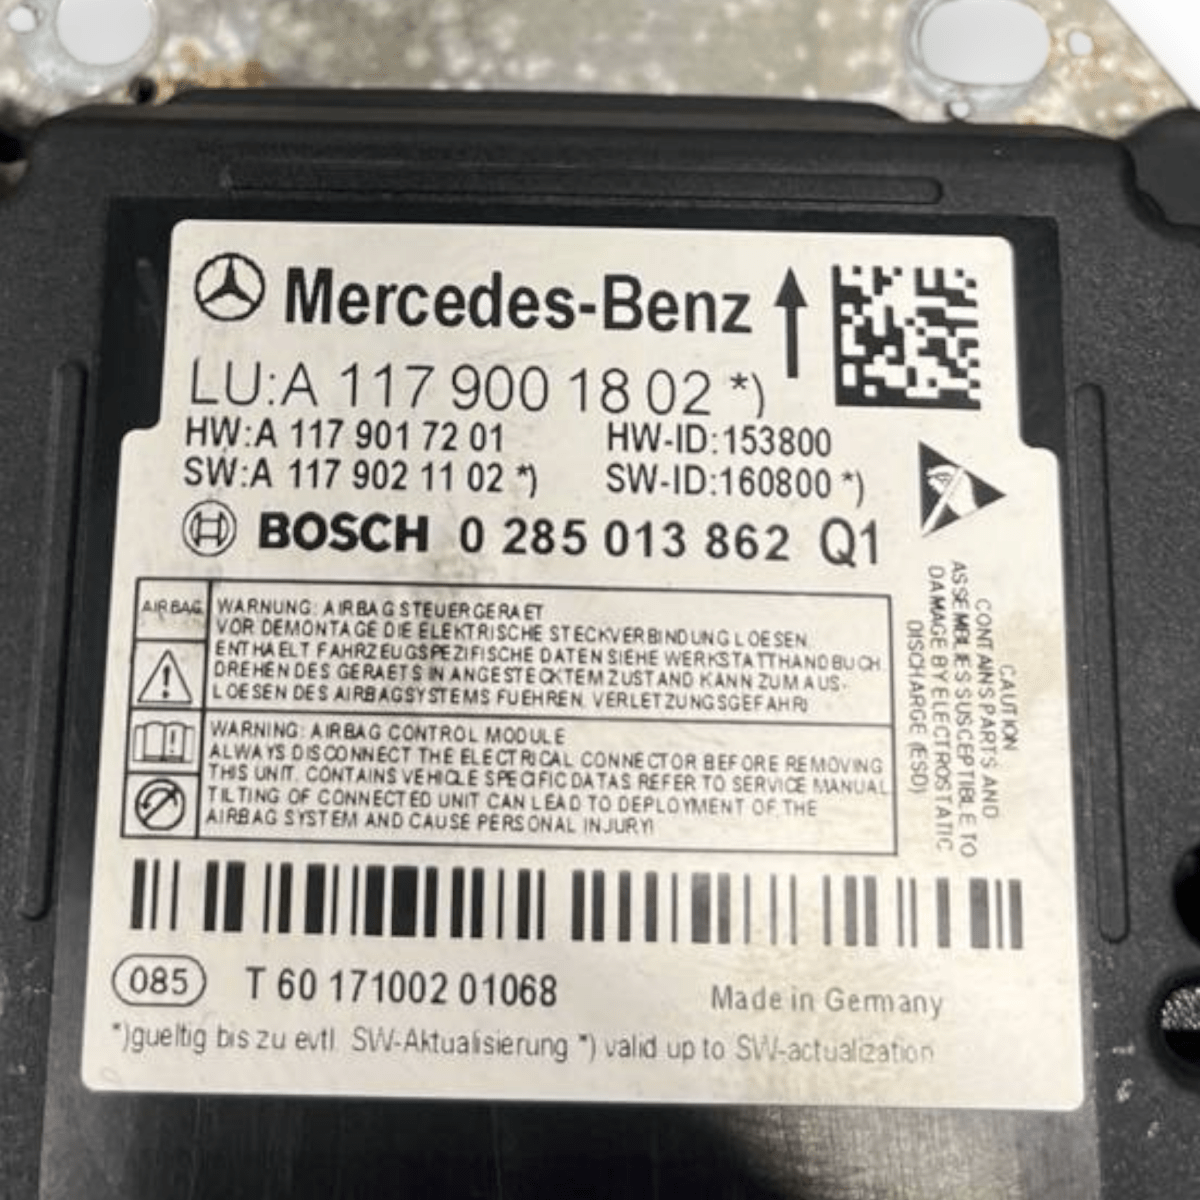 Mercedes-Benz
LU:A 117 900 18 02 *)
HW:A 117 901 72 01 HW-ID:153800
SW:A 117 902 11 02 *) SW-ID:160800 *)
BOSCH 0 285 013 862 Q1
AIRBAG
WARNUNG: AIRBAG STEUERGERAET
VOR DEMONTAGE DIE ELEKTRISCHE STECKVERBINDUNG LOESEN.
ENTHAELT FAHRZEUGSPEZIFISCHE DATEN SIEHE WERKSTATTHANDBUCH
DREHEN DES GERAETS IN ANGESTECKTEM ZUSTAND KANN ZUM AUS-
LOESEN DES AIRBAGSYSTEMS FUEHREN. VERLETZUNGSGEFAHR!
WARNING: AIRBAG CONTROL MODULE
ALWAYS DISCONNECT THE ELECTRICAL CONNECTOR BEFORE REMOVING
THIS UNIT. CONTAINS VEHICLE SPECIFIC DATAS REFER TO SERVICE MANUAL
TILTING OF CONNECTED UNIT CAN LEAD TO DEPLOYMENT OF THE
AIRBAG SYSTEM AND CAUSE PERSONAL INJURY!
CAUTION
CONTAINS PARTS AND
ASSEMBLIES SUSCEPTIBLE TO
DAMAGE BY ELECTROSTATIC
DISCHARGE (ESD)
085 T 60 171002 01068 Made in Germany
*)gueltig bis zu evtl. SW-Aktualisierung *) valid up to SW-actualization